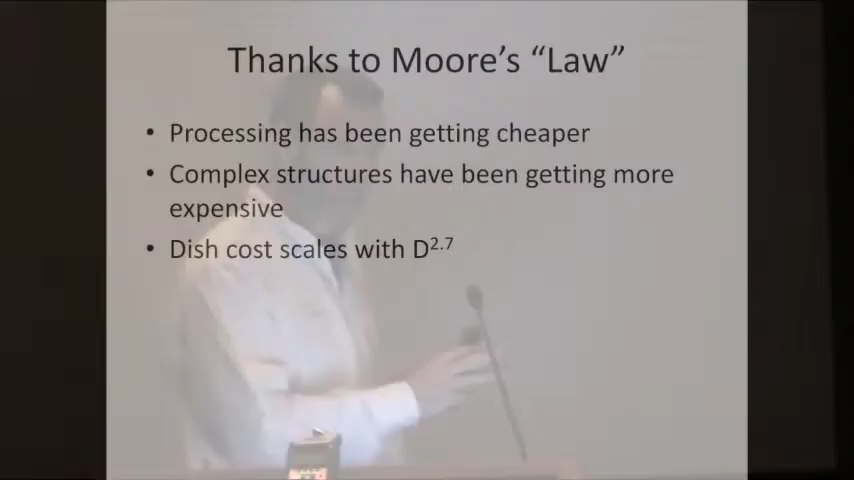 Thanks to Moore’s “Law”
• Processing has been getting cheaper
• Complex structures have been getting more
expensive
• Dish cost scales with D^2.7